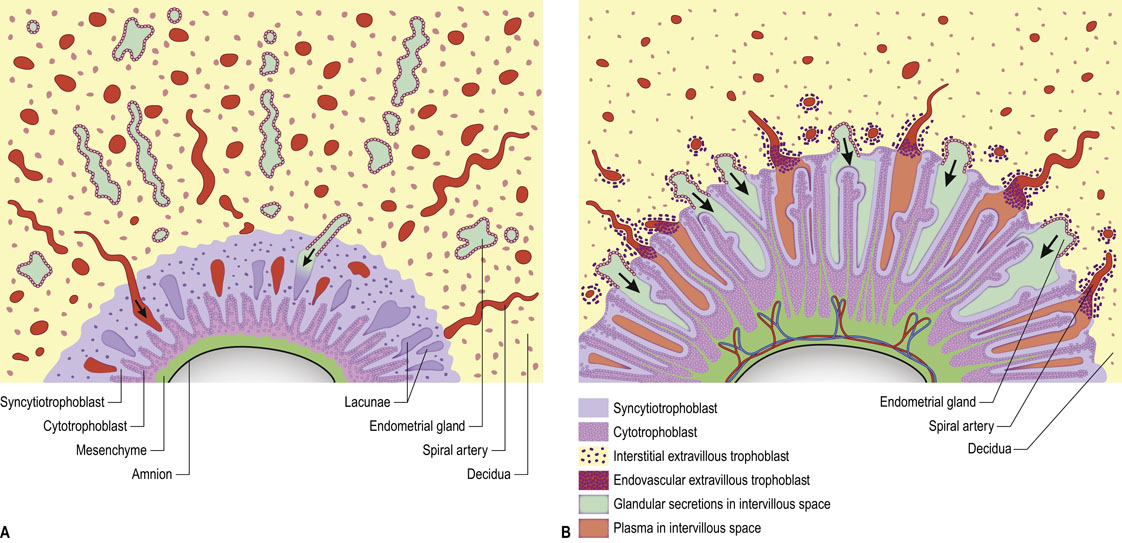 Syncytiotrophoblast
Cytotrophoblast
Mesenchyme
Amnion
Lacunae
Endometrial gland
Spiral artery
Decidua
A
Endometrial gland
Spiral artery
Decidua
Syncytiotrophoblast
Cytotrophoblast
Interstitial extravillous trophoblast
Endovascular extravillous trophoblast
Glandular secretions in intervillous space
Plasma in intervillous space
B